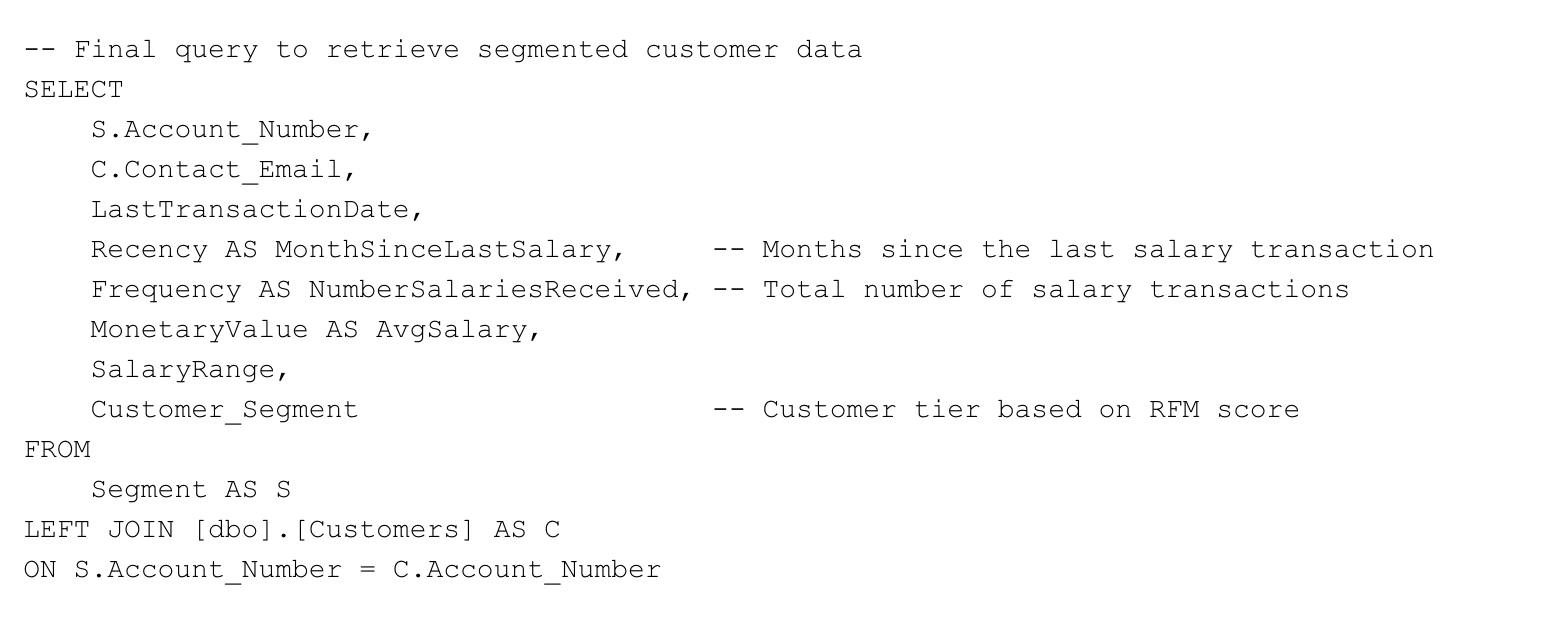 -- Final query to retrieve segmented customer data
SELECT
    S.Account_Number,
    C.Contact_Email,
    LastTransactionDate,
    Recency AS MonthSinceLastSalary,     -- Months since the last salary transaction
    Frequency AS NumberSalariesReceived, -- Total number of salary transactions
    MonetaryValue AS AvgSalary,
    SalaryRange,
    Customer_Segment                     -- Customer tier based on RFM score
FROM
    Segment AS S
LEFT JOIN [dbo].[Customers] AS C
ON S.Account_Number = C.Account_Number